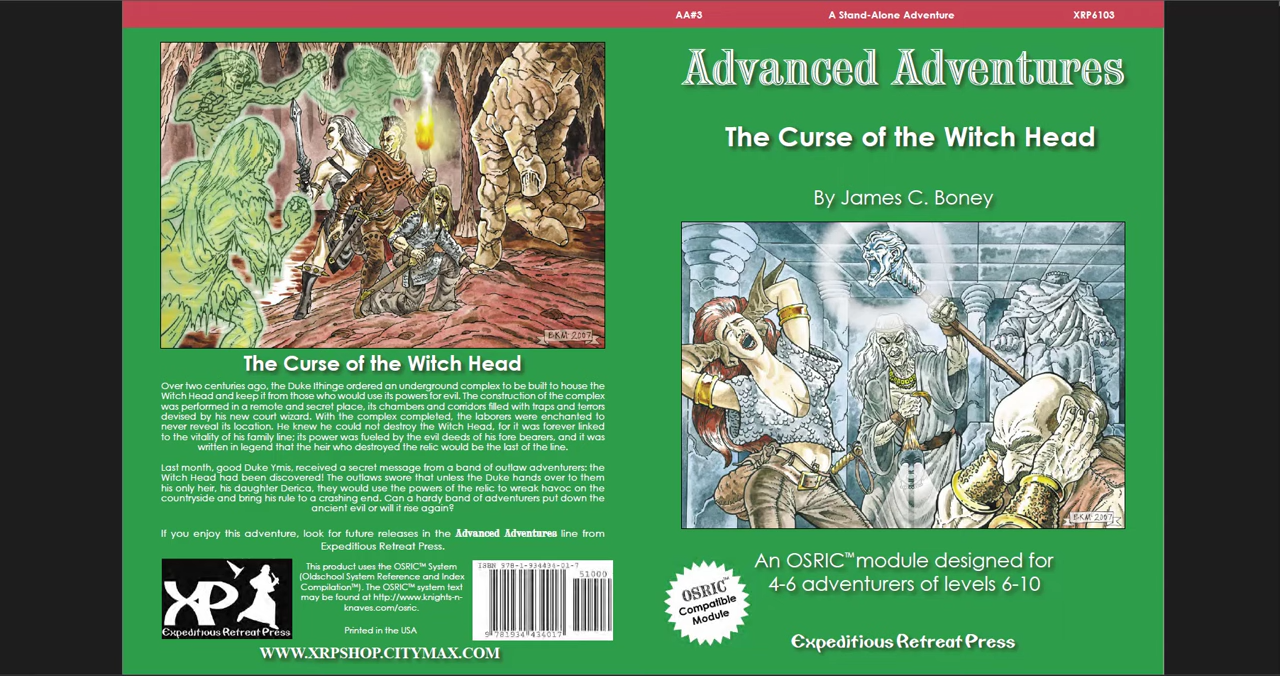 AA#3 A Stand-Alone Adventure XRP6103
Advanced Adventures
The Curse of the Witch Head
By James C. Boney
EKM 2007
An OSRIC™ module designed for
4-6 adventurers of levels 6-10
OSRIC™
Compatible
Module
Expeditious Retreat Press
EKM 2007
The Curse of the Witch Head
Over two centuries ago, the Duke Ithinge ordered an underground complex to be built to house the
Witch Head and keep it from those who would use its powers for evil. The construction of the complex
was performed in a remote and secret place, its chambers and corridors filled with traps and terrors
devised by his new court wizard. With the complex completed, the laborers were enchanted to
never reveal its location. He knew he could not destroy the Witch Head, for it was forever linked
to the vitality of his family line; its power was fueled by the evil deeds of his fore bearers, and it was
written in legend that the heir who destroyed the relic would be the last of the line.
Last month, good Duke Ymis, received a secret message from a band of outlaw adventurers: the
Witch Head had been discovered! The outlaws swore that unless the Duke hands over to them
his only heir, his daughter Derica, they would use the powers of the relic to wreak havoc on the
countryside and bring his rule to a crashing end. Can a hardy band of adventurers put down the
ancient evil or will it rise again?
If you enjoy this adventure, look for future releases in the Advanced Adventures line from
Expeditious Retreat Press.
XP
Expeditious Retreat Press
This product uses the OSRIC™ System
(Oldschool System Reference and Index
Compilation™). The OSRIC™ system text
may be found at http://www.knights-n-
knaves.com/osric.
Printed in the USA
ISBN 978-1-934434-01-7
51000
9 781934 434017
WWW.XRPSHOP.CITYMAX.COM